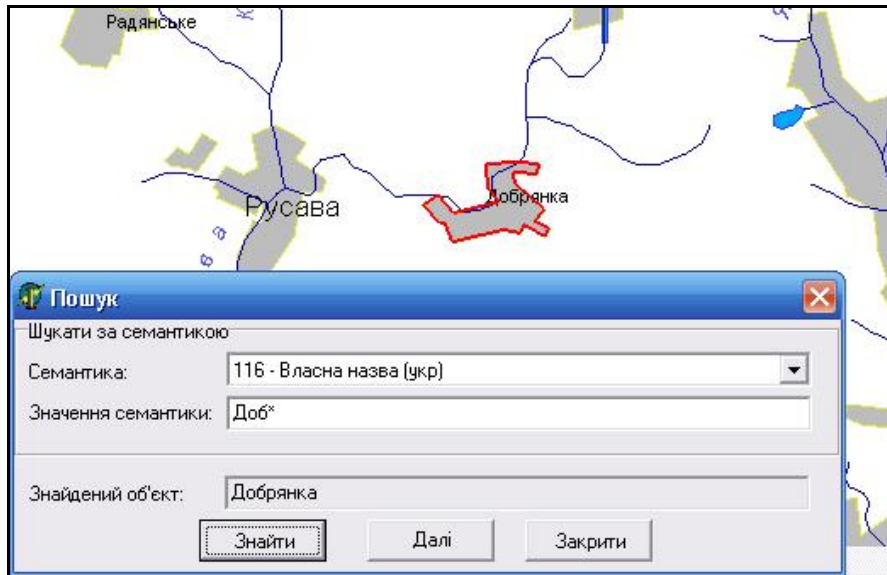 Радянське
К
Добрянка
Русава
а
в
Пошук
Шукати за семантикою
Семантика: 116 - Власна назва (укр)
Значення семантики: Доб*
Знайдений об'єкт: Добрянка
Знайти Далі Закрити